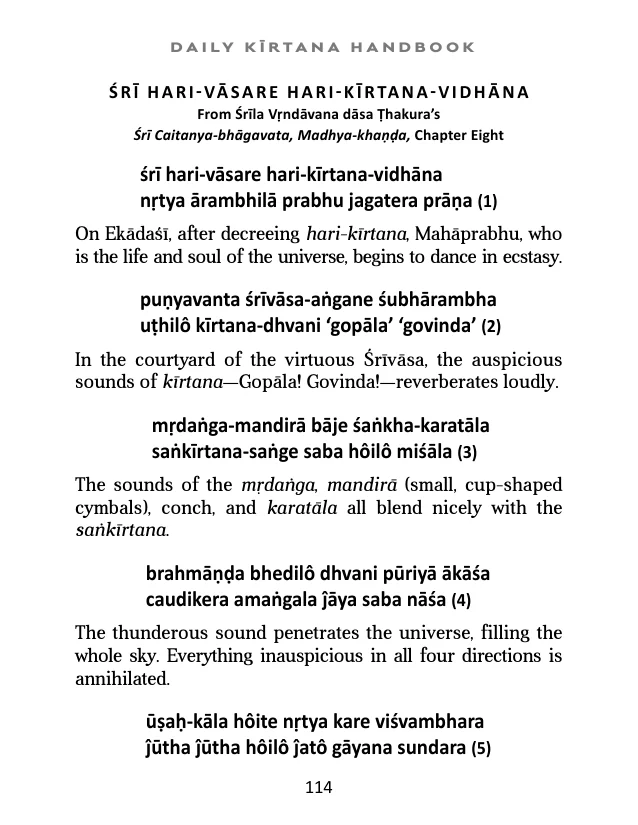 DAILY KĪRTANA HANDBOOK
ŚRĪ HARI-VĀSARE HARI-KĪRTANA-VIDHĀNA
From Śrīla Vṛndāvana dāsa Ṭhakura’s
Śrī Caitanya-bhāgavata, Madhya-khaṇḍa, Chapter Eight
śrī hari-vāsare hari-kīrtana-vidhāna
nṛtya ārambhilā prabhu jagatera prāṇa (1)
On Ekādaśī, after decreeing hari-kīrtana, Mahāprabhu, who
is the life and soul of the universe, begins to dance in ecstasy.
puṇyavanta śrīvāsa-aṅgane śubhārambha
uṭhilô kīrtana-dhvani ‘gopāla’ ‘govinda’ (2)
In the courtyard of the virtuous Śrīvāsa, the auspicious
sounds of kīrtana—Gopāla! Govinda!—reverberates loudly.
mṛdaṅga-mandirā bāje śaṅkha-karatāla
saṅkīrtana-saṅge saba hôilô miśāla (3)
The sounds of the mṛdaṅga, mandirā (small, cup-shaped
cymbals), conch, and karatāla all blend nicely with the
saṅkīrtana.
brahmāṇḍa bhedilô dhvani pūriyā ākāśa
caudikera amaṅgala ĵāya saba nāśa (4)
The thunderous sound penetrates the universe, filling the
whole sky. Everything inauspicious in all four directions is
annihilated.
ūṣaḥ-kāla hôite nṛtya kare viśvambhara
ĵūtha ĵūtha hôilô ĵatô gāyana sundara (5)
114